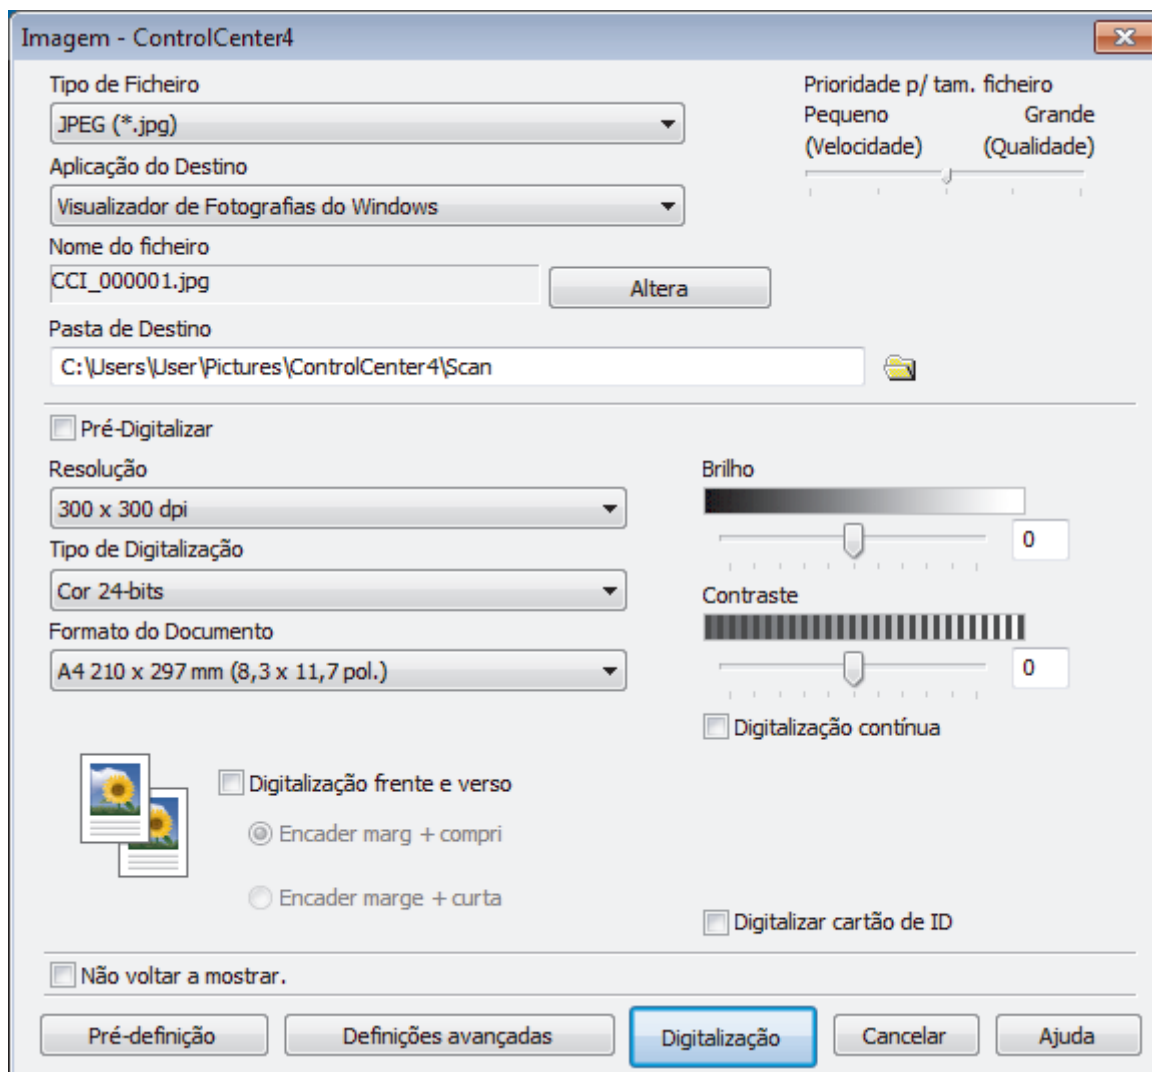 Imagem - ControlCenter4
Tipo de Ficheiro
JPEG (*.jpg)
Aplicação do Destino
Visualizador de Fotografias do Windows
Nome do ficheiro
CCI_000001.jpg
Altera
Pasta de Destino
C:\Users\User\Pictures\ControlCenter4\Scan
Prioridade p/ tam. ficheiro
Pequeno Grande
(Velocidade) (Qualidade)
Pré-Digitalizar
Resolução
300 x 300 dpi
Tipo de Digitalização
Cor 24-bits
Formato do Documento
A4 210 x 297 mm (8,3 x 11,7 pol.)
Brilho
0
Contraste
0
Digitalização contínua
Digitalização frente e verso
Encader marg + compri
Encader marge + curta
Digitalizar cartão de ID
Não voltar a mostrar.
Pré-definição Definições avançadas Digitalização Cancelar Ajuda